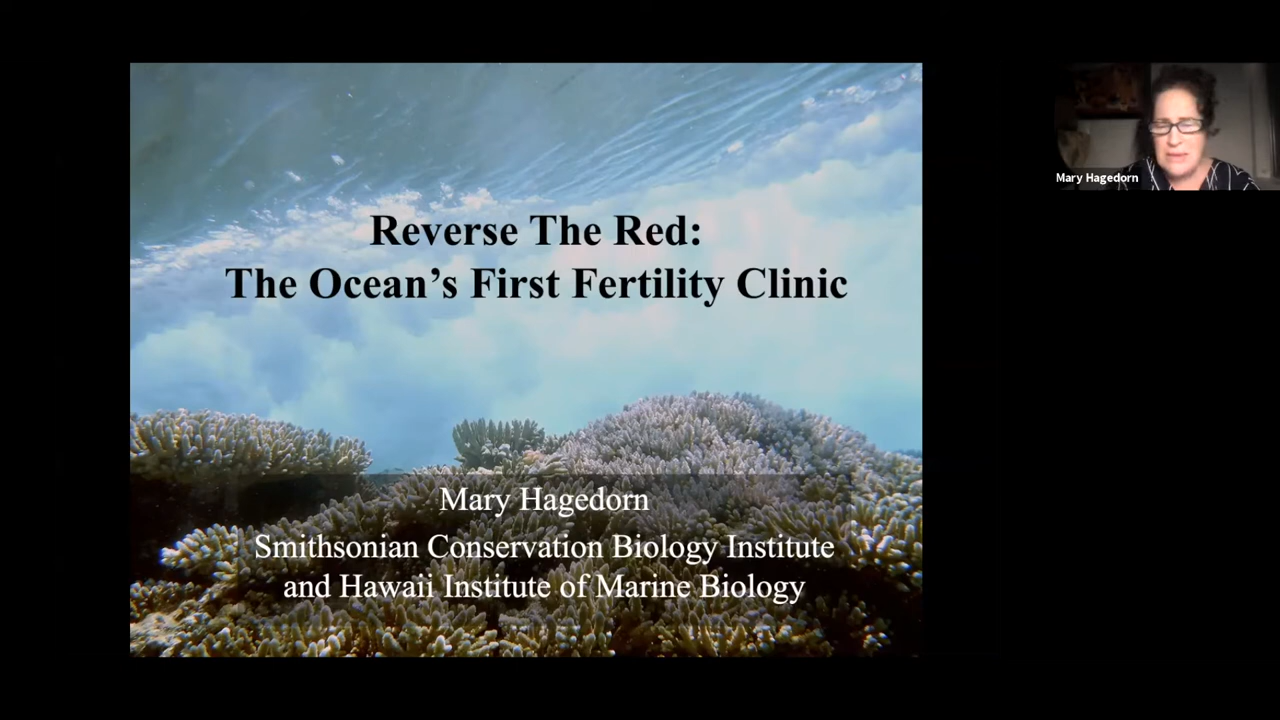 Reverse The Red:
The Ocean's First Fertility Clinic
Mary Hagedorn
Smithsonian Conservation Biology Institute
and Hawaii Institute of Marine Biology
Mary Hagedorn